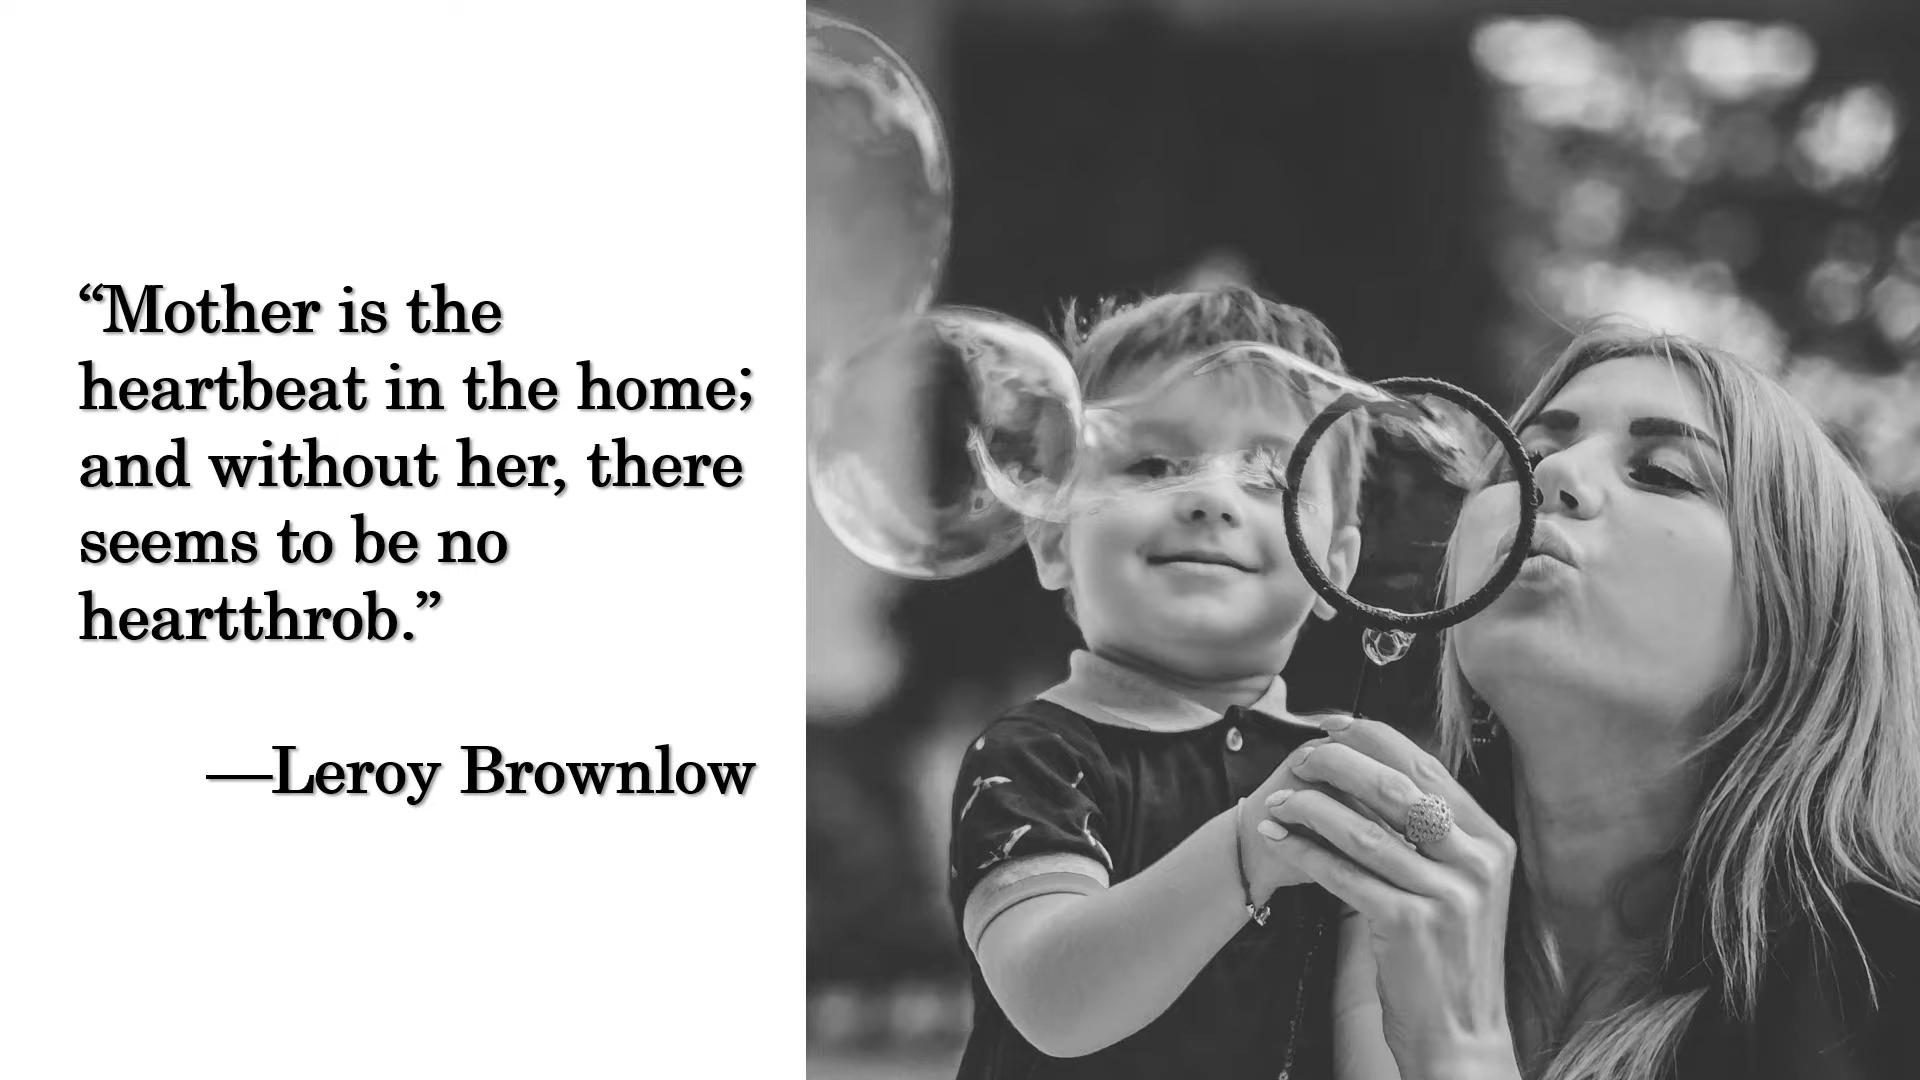 “Mother is the
heartbeat in the home;
and without her, there
seems to be no
heartthrob.”
—Leroy Brownlow